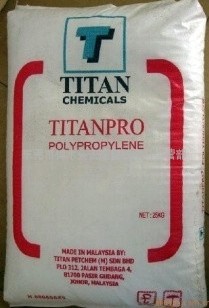 T
TITAN
CHEMICALS
TITANPRO
POLYPROPYLENE
NET: 25KG
MADE IN MALAYSIA BY:
TITAN PETCHEM (M) SDN BHD
PLO 312, JALAN TEMBAGA 4,
81700 PASIR GUDANG,
JOHOR, MALAYSIA